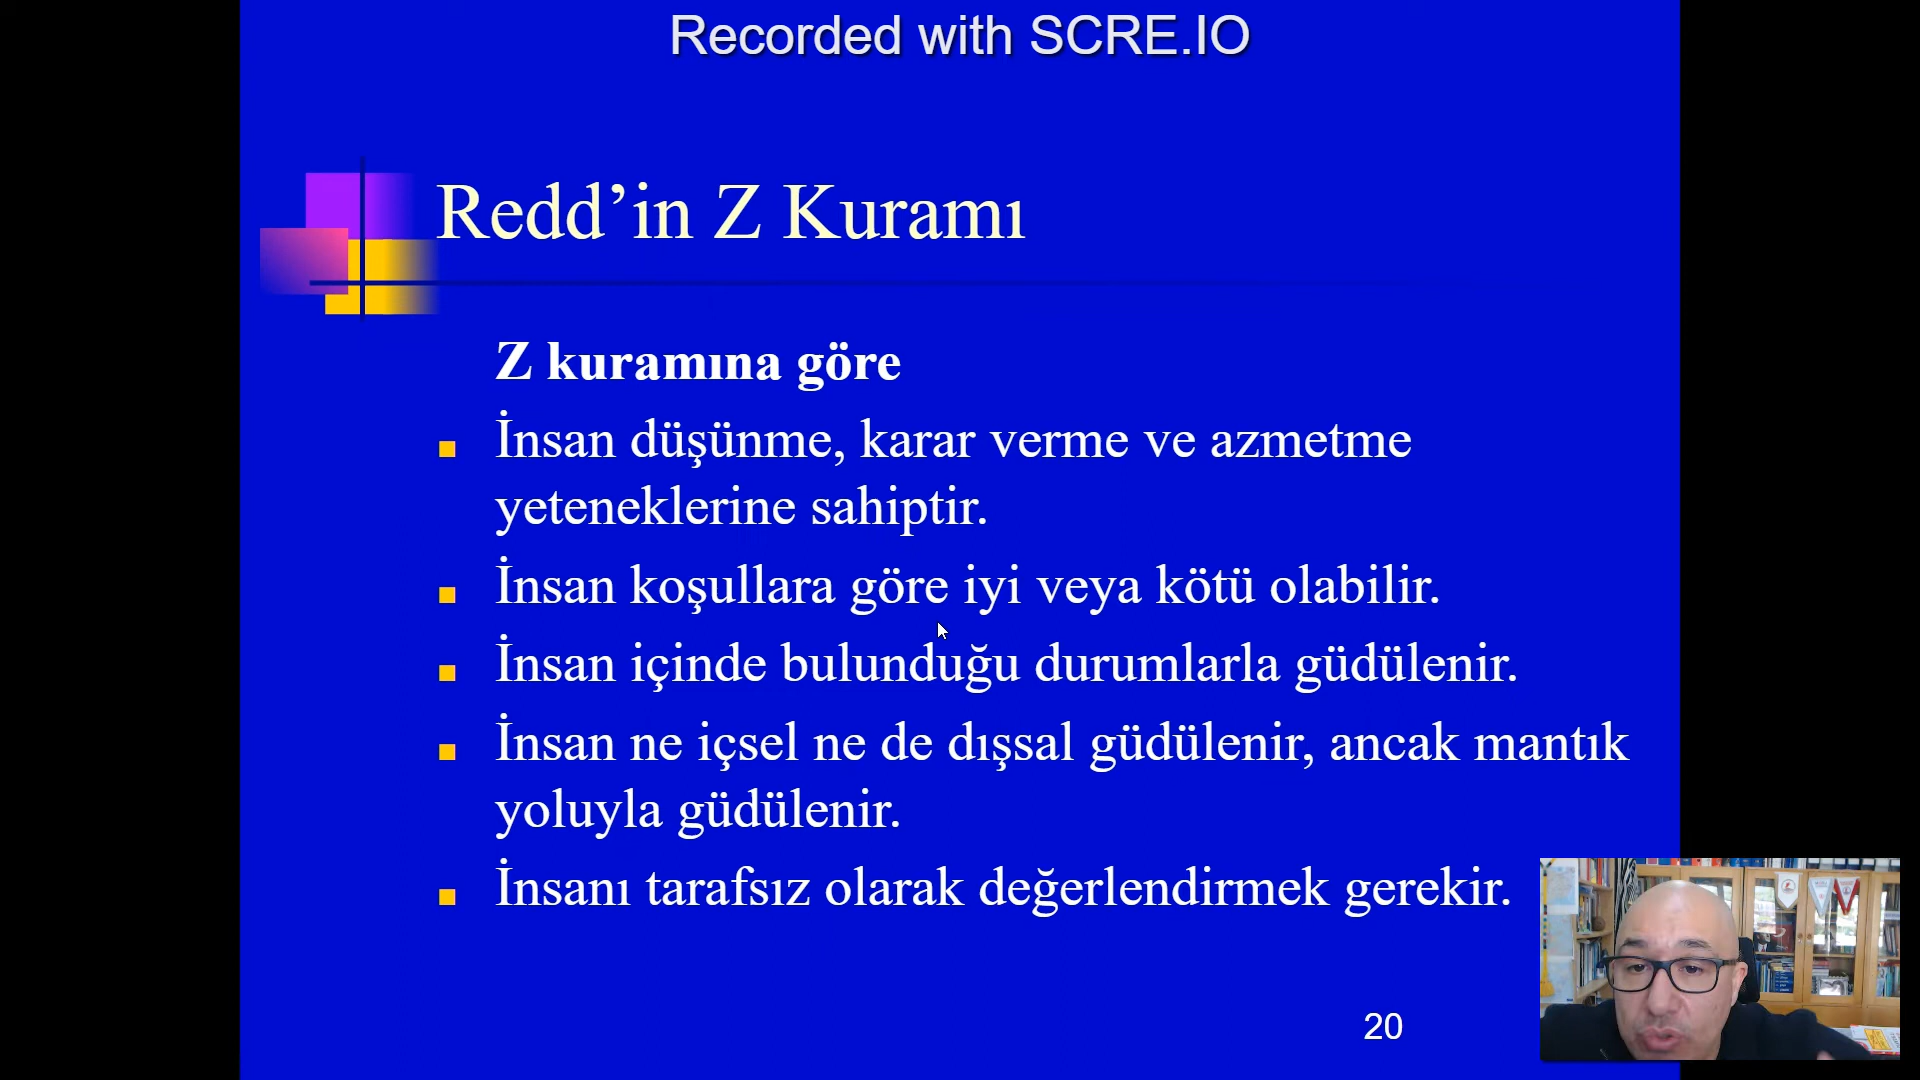 Recorded with SCRE.IO
Redd’in Z Kuramı
Z kuramına göre
İnsan düşünme, karar verme ve azmetme
yeteneklerine sahiptir.
İnsan koşullara göre iyi veya kötü olabilir.
İnsan içinde bulunduğu durumlarla güdülenir.
İnsan ne içsel ne de dışsal güdülenir, ancak mantık
yoluyla güdülenir.
İnsanı tarafsız olarak değerlendirmek gerekir.
20